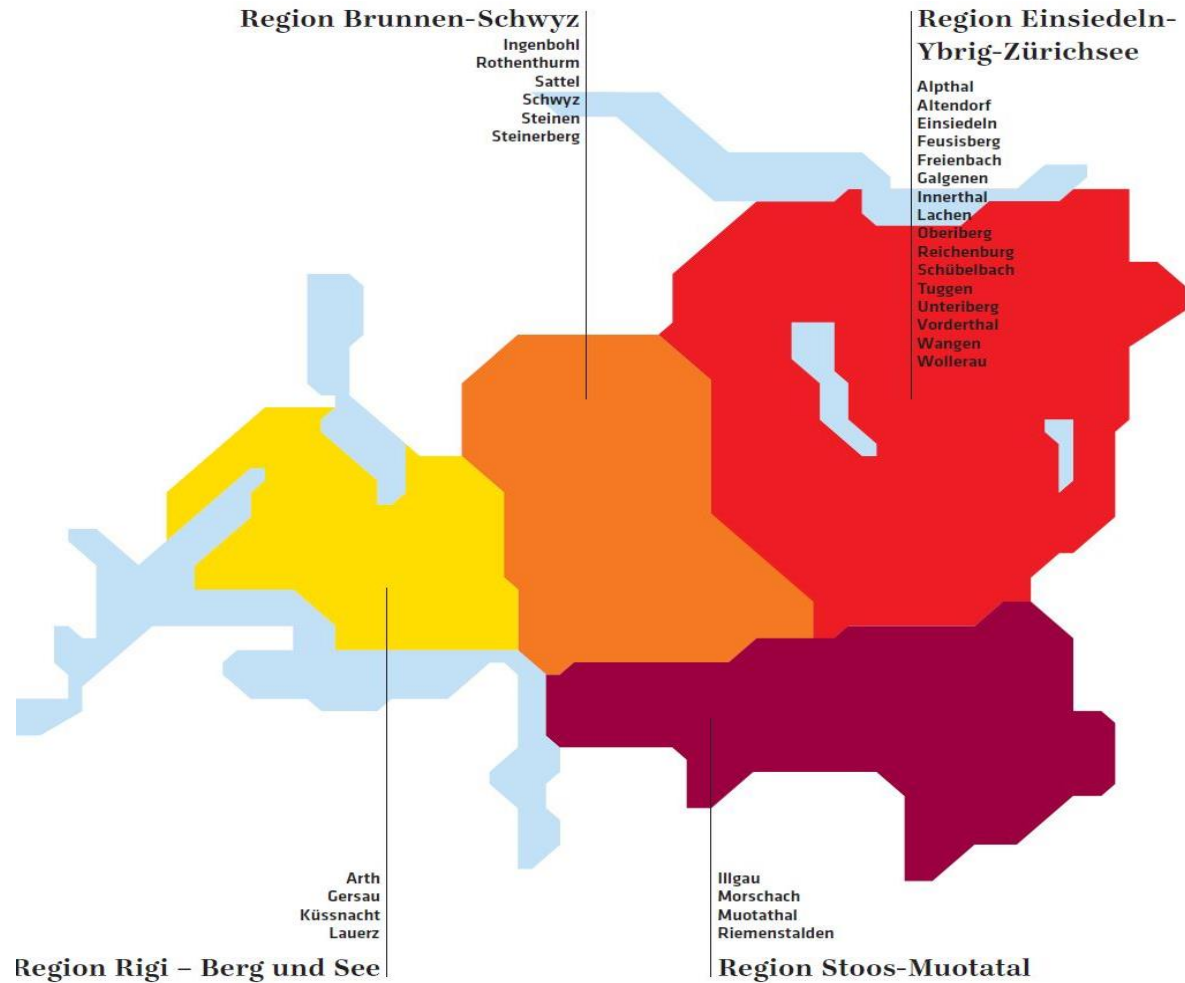 Region Brunnen-Schwyz
Ingenbohl
Rothenthurm
Sattel
Schwyz
Steinen
Steinerberg
Region Einsiedeln-
Ybrig-Zürichsee
Alpthal
Altendorf
Einsiedeln
Feusisberg
Freienbach
Galgenen
Innerthal
Lachen
Oberiberg
Reichenburg
Schübelbach
Tuggen
Unteriberg
Vorderthal
Wangen
Wollerau
Arth
Gersau
Küssnacht
Lauerz
Region Rigi – Berg und See
Illgau
Morschach
Muotathal
Riemenstalden
Region Stoos-Muotatal